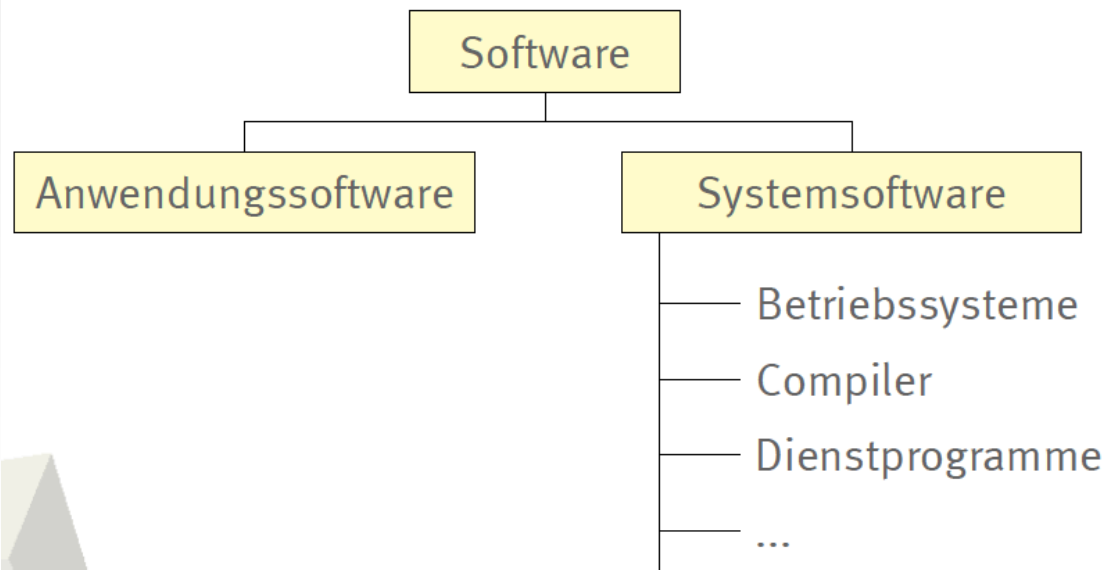 Software
Anwendungssoftware
Systemsoftware
Betriebssysteme
Compiler
Dienstprogramme
...